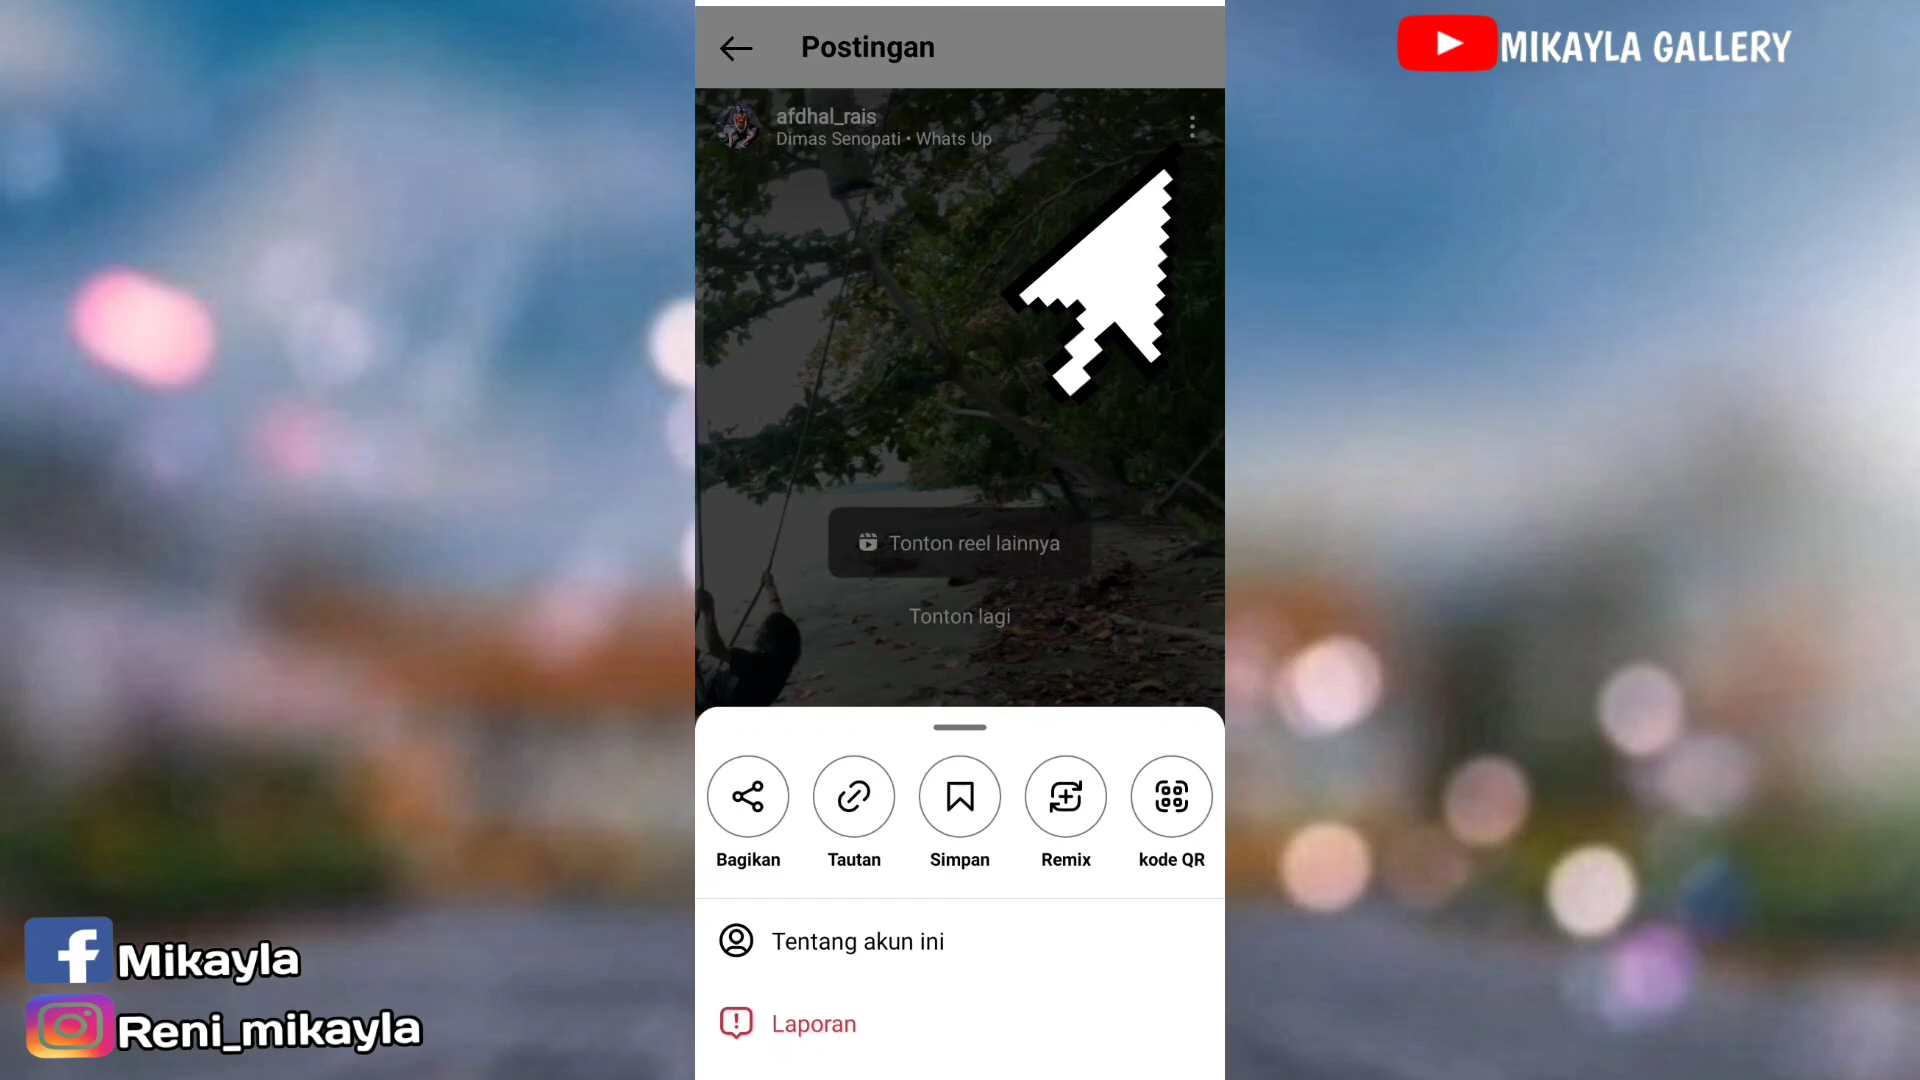 MIKAYLA GALLERY
Postingan
afdhal_rais
Dimas Senopati • Whats Up
Tonton reel lainnya
Tonton lagi
Bagikan
Tautan
Simpan
Remix
kode QR
Tentang akun ini
Laporan
Mikayla
Reni_mikayla